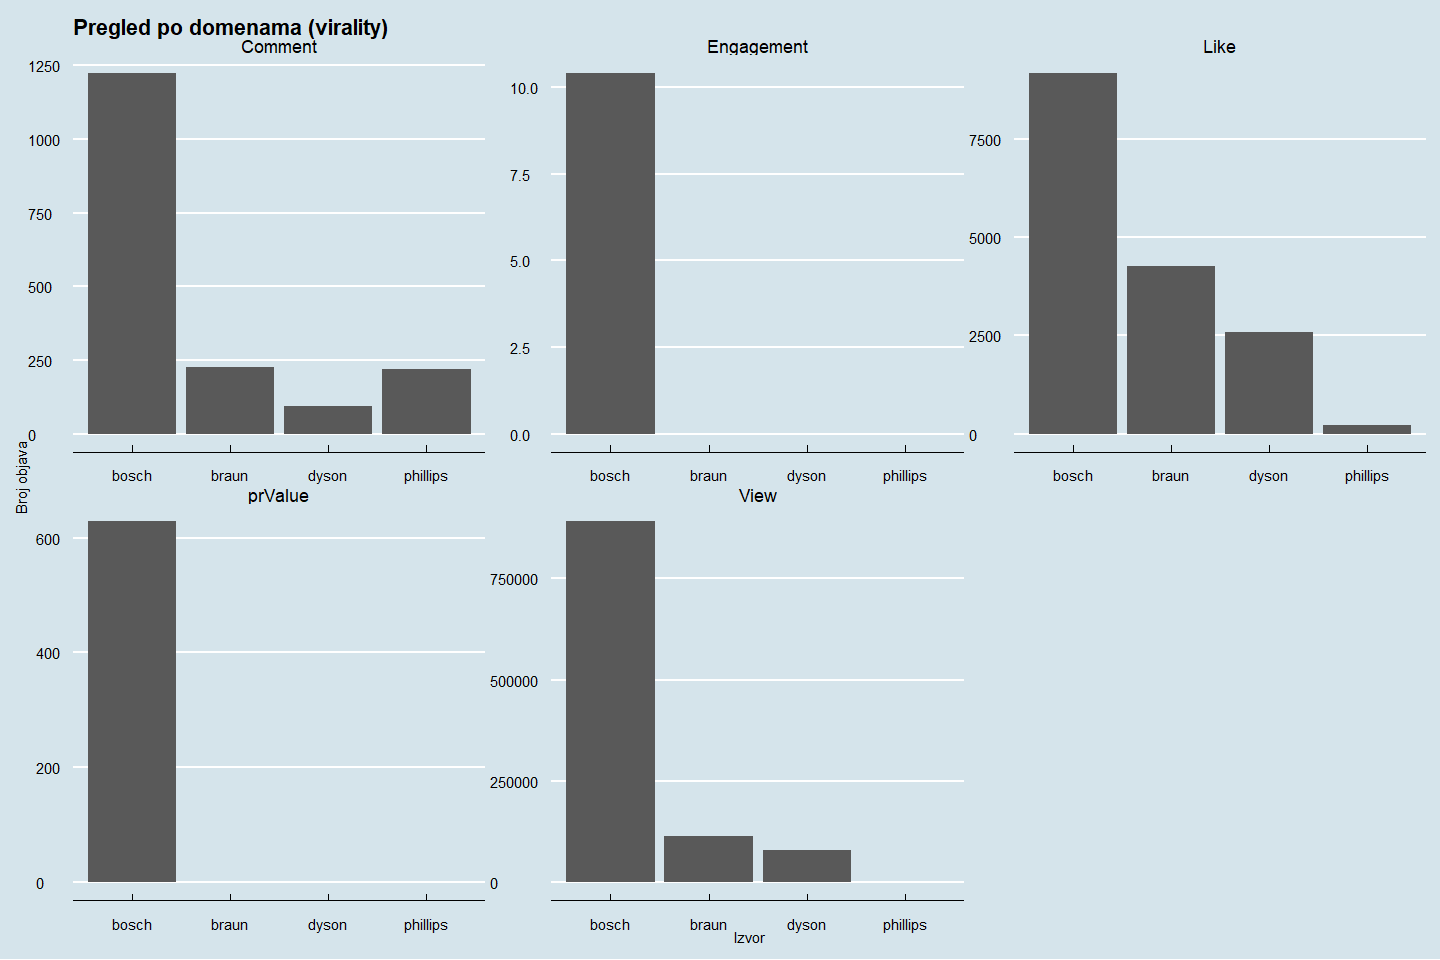 Pregled po domenama (virality)
Comment
Engagement
Like
1250
1000
750
500
250
0
10.0
7.5
5.0
2.5
0.0
7500
5000
2500
0
bosch braun dyson phillips
bosch braun dyson phillips
bosch braun dyson phillips
Broj objava
prValue
View
600
400
200
0
750000
500000
250000
0
bosch braun dyson phillips
bosch braun dyson phillips
Izvor